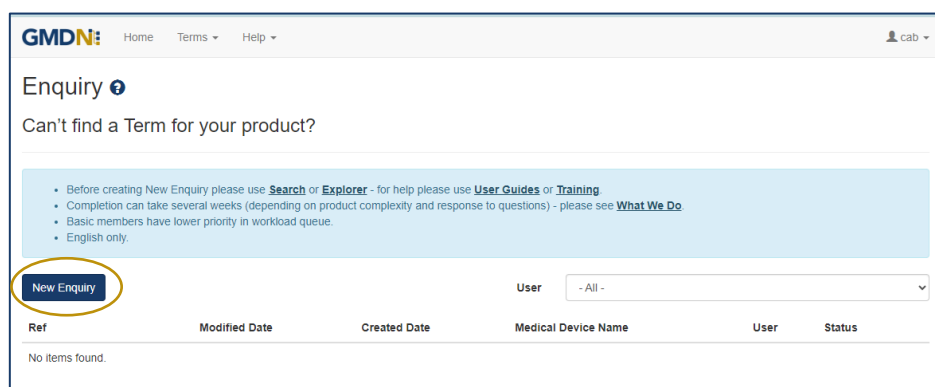 GMDN Home Terms Help cab
Enquiry ?
Can't find a Term for your product?
• Before creating New Enquiry please use Search or Explorer - for help please use User Guides or Training.
• Completion can take several weeks (depending on product complexity and response to questions) - please see What We Do.
• Basic members have lower priority in workload queue.
• English only.
New Enquiry User - All -
Ref Modified Date Created Date Medical Device Name User Status
No items found.